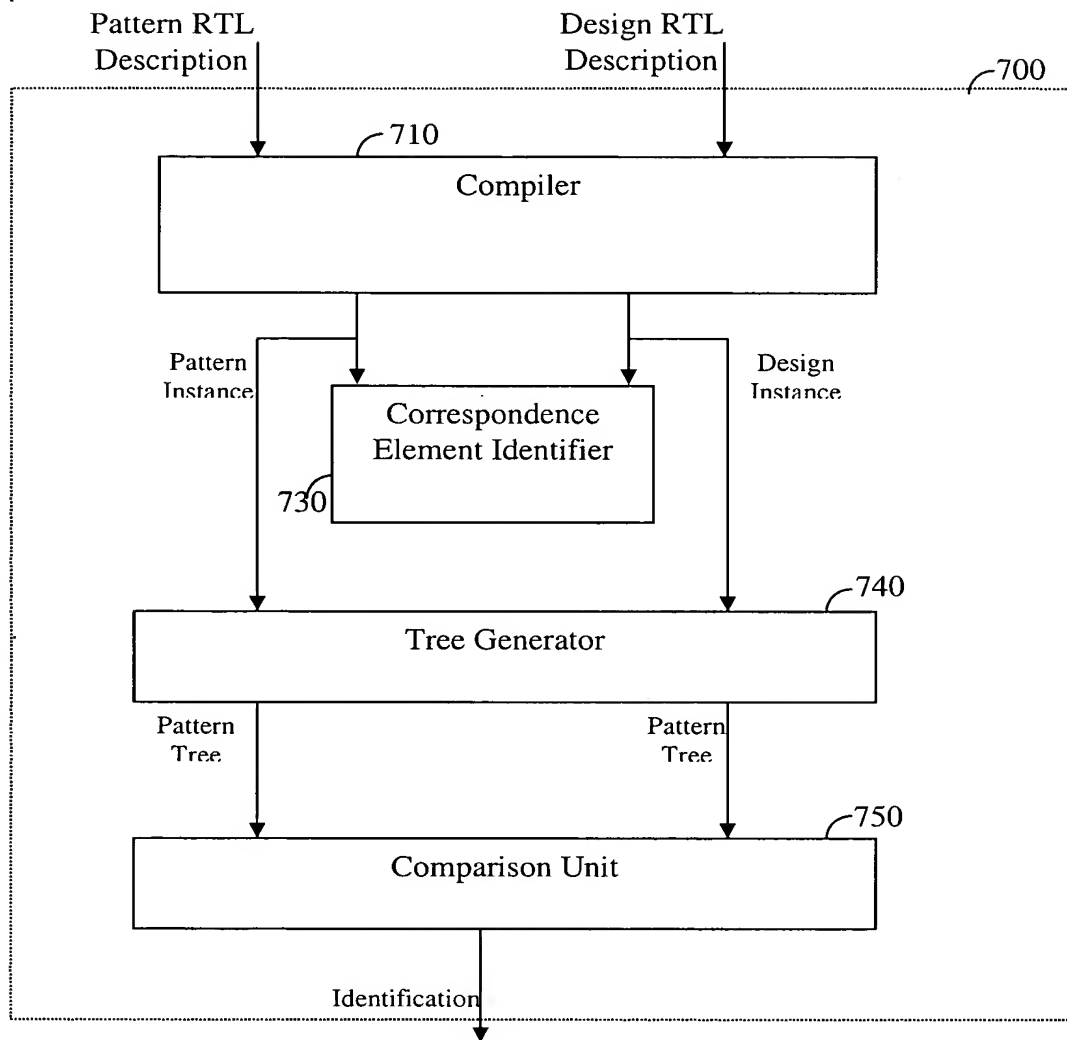 Pattern RTL
Description
Design RTL
Description
700
710
Compiler
Pattern
Instance
Design
Instance
Correspondence
Element Identifier
730
740
Tree Generator
Pattern
Tree
Pattern
Tree
750
Comparison Unit
Identification